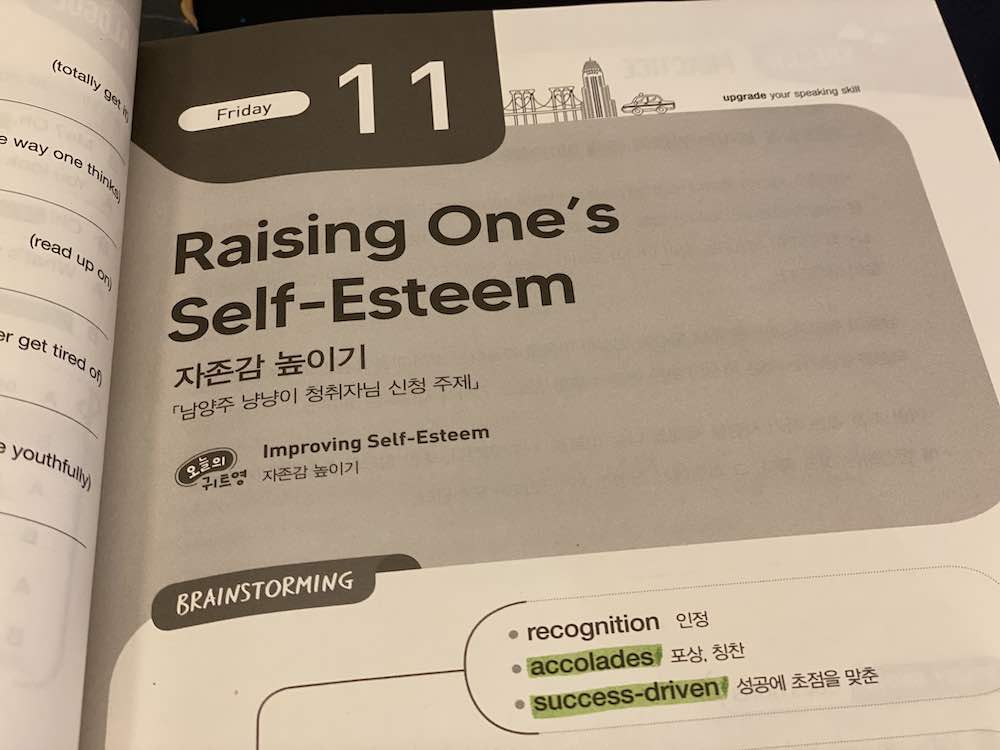 (totally get it)
way one thinks)
(read up on)
get tired of)
youthfully)
Friday
11
upgrade your speaking skill
Raising One's
Self-Esteem
자존감 높이기
「남양주 냥냥이 청취자님 신청 주제」
오늘의
귀트영
Improving Self-Esteem
자존감 높이기
BRAINSTORMING
• recognition 인정
• accolades 포상, 칭찬
• success-driven 성공에 초점을 맞춘